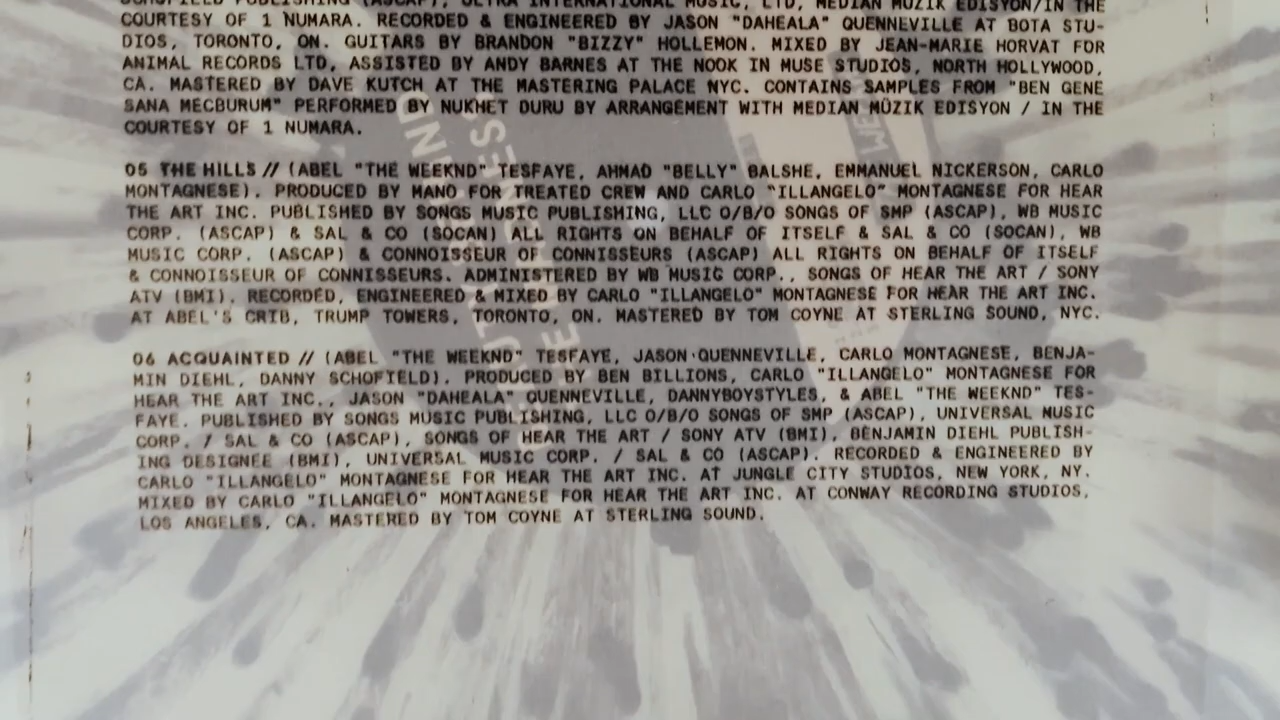 SCHOFIELD PUBLISHING (ASCAP), ULTRA INTERNATIONAL MUSIC, LTD, MEDIAN MÜZIK EDISYON/IN THE
COURTESY OF 1 NUMARA. RECORDED & ENGINEERED BY JASON "DAHEALA" QUENNEVILLE AT BOTA STU-
DIOS, TORONTO, ON. GUITARS BY BRANDON "BIZZY" HOLLEMON. MIXED BY JEAN-MARIE HORVAT FOR
ANIMAL RECORDS LTD, ASSISTED BY ANDY BARNES AT THE NOOK IN MUSE STUDIOS, NORTH HOLLYWOOD,
CA. MASTERED BY DAVE KUTCH AT THE MASTERING PALACE NYC. CONTAINS SAMPLES FROM "BEN GENE
SANA MECBURUM" PERFORMED BY NUKHET DURU BY ARRANGEMENT WITH MEDIAN MÜZIK EDISYON / IN THE
COURTESY OF 1 NUMARA.
05 THE HILLS // (ABEL "THE WEEKND" TESFAYE, AHMAD "BELLY" BALSHE, EMMANUEL NICKERSON, CARLO
MONTAGNESE). PRODUCED BY MANO FOR TREATED CREW AND CARLO "ILLANGELO" MONTAGNESE FOR HEAR
THE ART INC. PUBLISHED BY SONGS MUSIC PUBLISHING, LLC O/B/O SONGS OF SMP (ASCAP), WB MUSIC
CORP. (ASCAP) & SAL & CO (SOCAN) ALL RIGHTS ON BEHALF OF ITSELF & SAL & CO (SOCAN), WB
MUSIC CORP. (ASCAP) & CONNOISSEUR OF CONNISSEURS (ASCAP) ALL RIGHTS ON BEHALF OF ITSELF
& CONNOISSEUR OF CONNISSEURS. ADMINISTERED BY WB MUSIC CORP., SONGS OF HEAR THE ART / SONY
ATV (BMI). RECORDED, ENGINEERED & MIXED BY CARLO "ILLANGELO" MONTAGNESE FOR HEAR THE ART INC.
AT ABEL'S CRIB, TRUMP TOWERS, TORONTO, ON. MASTERED BY TOM COYNE AT STERLING SOUND, NYC.
06 ACQUAINTED // (ABEL "THE WEEKND" TESFAYE, JASON QUENNEVILLE, CARLO MONTAGNESE, BENJA-
MIN DIEHL, DANNY SCHOFIELD). PRODUCED BY BEN BILLIONS, CARLO "ILLANGELO" MONTAGNESE FOR
HEAR THE ART INC., JASON "DAHEALA" QUENNEVILLE, DANNYBOYSTYLES, & ABEL "THE WEEKND" TES-
FAYE. PUBLISHED BY SONGS MUSIC PUBLISHING, LLC O/B/O SONGS OF SMP (ASCAP), UNIVERSAL MUSIC
CORP. / SAL & CO (ASCAP), SONGS OF HEAR THE ART / SONY ATV (BMI), BENJAMIN DIEHL PUBLISH-
ING DESIGNEE (BMI), UNIVERSAL MUSIC CORP. / SAL & CO (ASCAP). RECORDED & ENGINEERED BY
CARLO "ILLANGELO" MONTAGNESE FOR HEAR THE ART INC. AT JUNGLE CITY STUDIOS, NEW YORK, NY.
MIXED BY CARLO "ILLANGELO" MONTAGNESE FOR HEAR THE ART INC. AT CONWAY RECORDING STUDIOS,
LOS ANGELES, CA. MASTERED BY TOM COYNE AT STERLING SOUND.